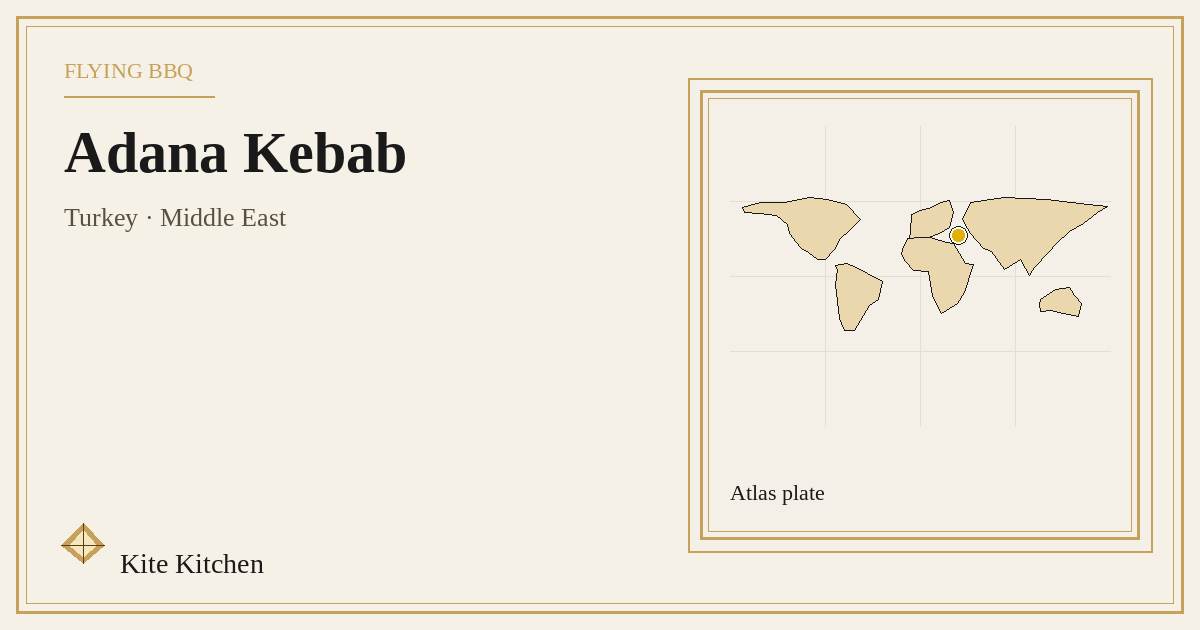 FLYING BBQ
Adana Kebab
Turkey · Middle East
Atlas plate
Kite Kitchen